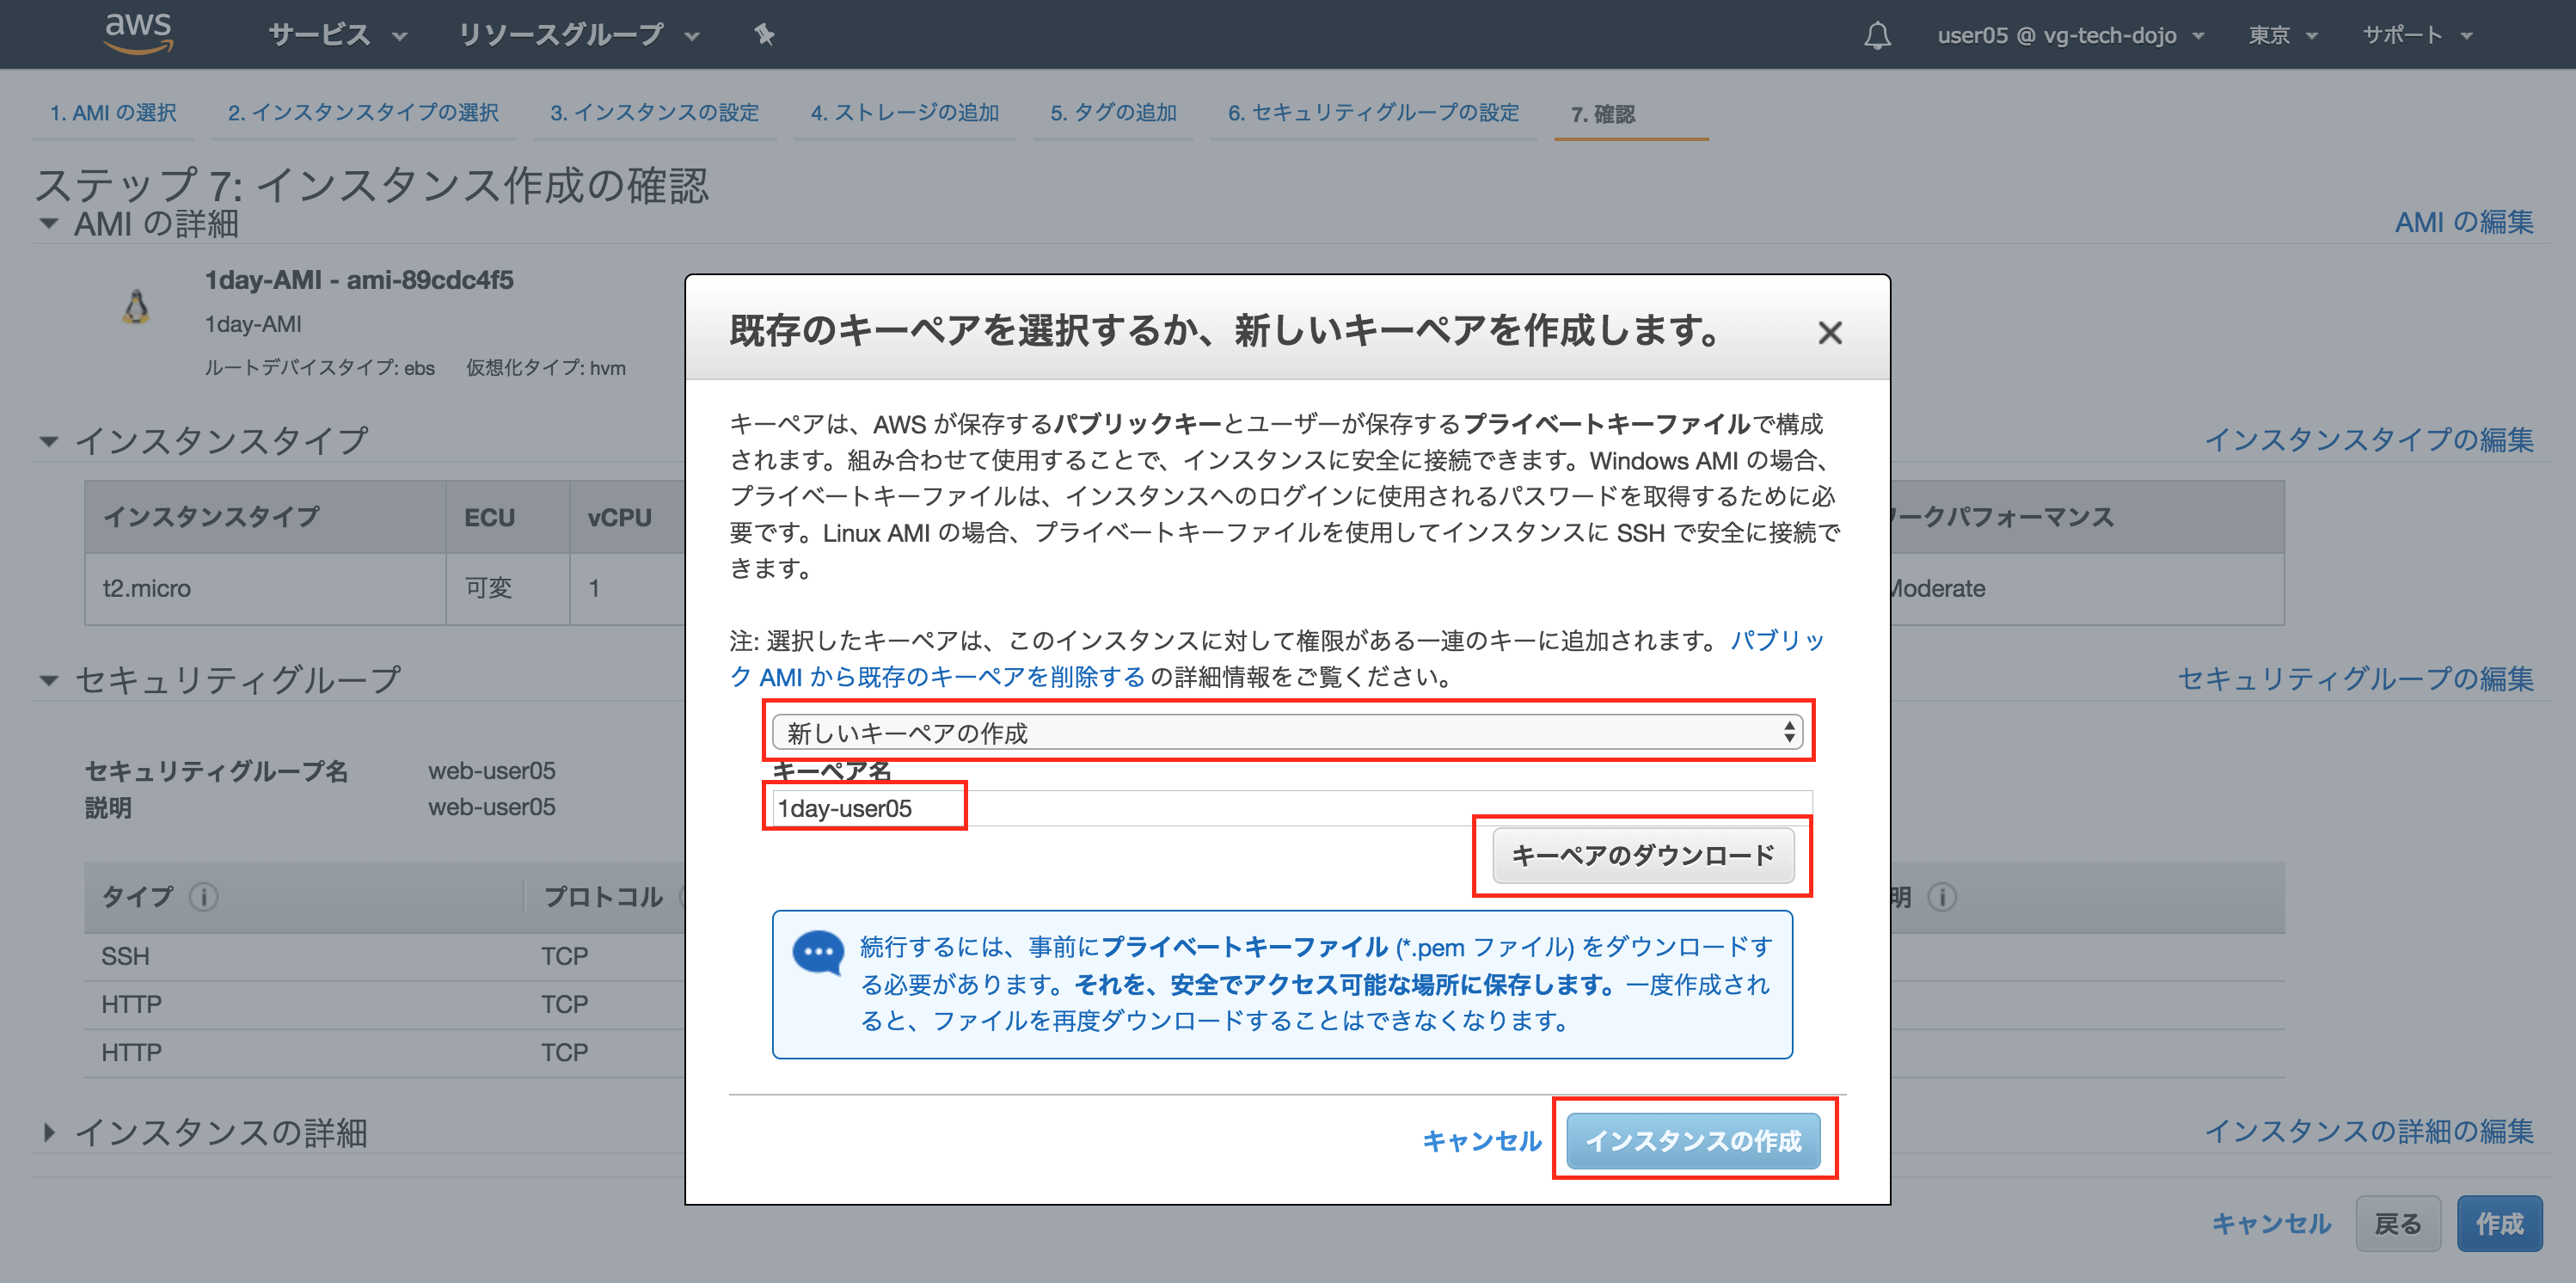 aws サービス リソースグループ user05 @ vg-tech-dojo 東京 サポート
1. AMI の選択 2. インスタンスタイプの選択 3. インスタンスの設定 4. ストレージの追加 5. タグの追加 6. セキュリティグループの設定 7. 確認
ステップ 7: インスタンス作成の確認
AMI の詳細 AMI の編集
1day-AMI - ami-89cdc4f5
1day-AMI
ルートデバイスタイプ: ebs 仮想化タイプ: hvm
インスタンスタイプ インスタンスタイプの編集
インスタンスタイプ ECU vCPU ワークパフォーマンス
t2.micro 可変 1 Moderate
セキュリティグループ セキュリティグループの編集
セキュリティグループ名 web-user05
説明 web-user05
タイプ プロトコル 明
SSH TCP
HTTP TCP
HTTP TCP
インスタンスの詳細 インスタンスの詳細の編集
キャンセル 戻る 作成
既存のキーペアを選択するか、新しいキーペアを作成します。
キーペアは、AWS が保存するパブリックキーとユーザーが保存するプライベートキーファイルで構成
されます。組み合わせて使用することで、インスタンスに安全に接続できます。Windows AMI の場合、
プライベートキーファイルは、インスタンスへのログインに使用されるパスワードを取得するために必
要です。Linux AMI の場合、プライベートキーファイルを使用してインスタンスに SSH で安全に接続で
きます。
注: 選択したキーペアは、このインスタンスに対して権限がある一連のキーに追加されます。 パブリッ
ク AMI から既存のキーペアを削除する の詳細情報をご覧ください。
新しいキーペアの作成
キーペア名
1day-user05
キーペアのダウンロード
続行するには、事前にプライベートキーファイル (*.pem ファイル) をダウンロードす
る必要があります。それを、安全でアクセス可能な場所に保存します。一度作成され
ると、ファイルを再度ダウンロードすることはできなくなります。
キャンセル インスタンスの作成